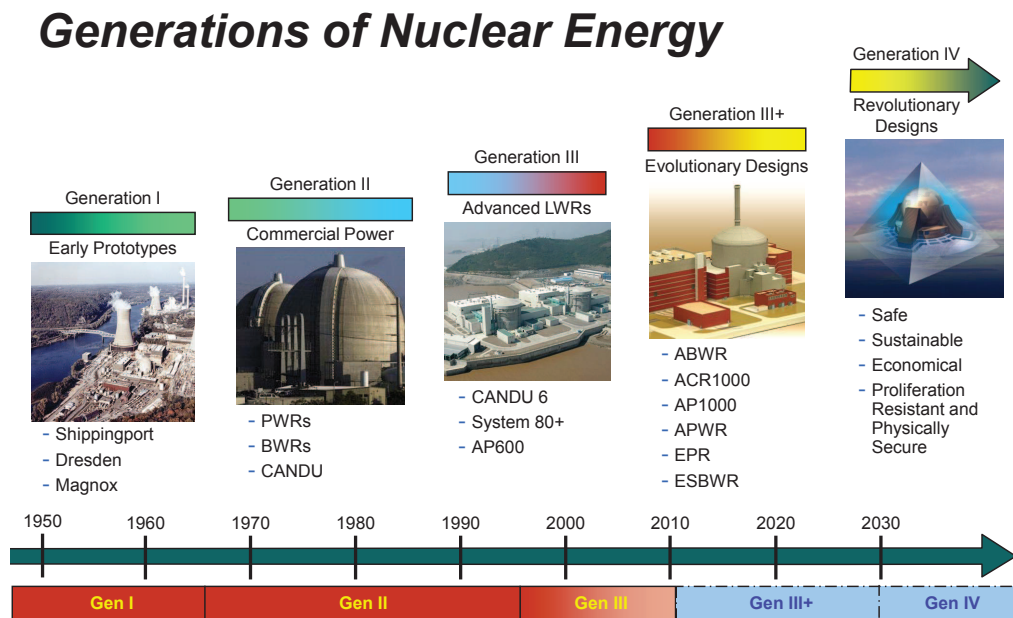 Generations of Nuclear Energy
Generation I
Early Prototypes
- Shippingport
- Dresden
- Magnox
Generation II
Commercial Power
- PWRs
- BWRs
- CANDU
Generation III
Advanced LWRs
- CANDU 6
- System 80+
- AP600
Generation III+
Evolutionary Designs
- ABWR
- ACR1000
- AP1000
- APWR
- EPR
- ESBWR
Generation IV
Revolutionary
Designs
- Safe
- Sustainable
- Economical
- Proliferation
Resistant and
Physically
Secure
1950 1960 1970 1980 1990 2000 2010 2020 2030
Gen I Gen II Gen III Gen III+ Gen IV